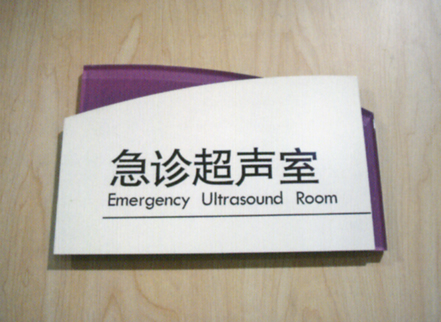 急诊超声室
Emergency Ultrasound Room